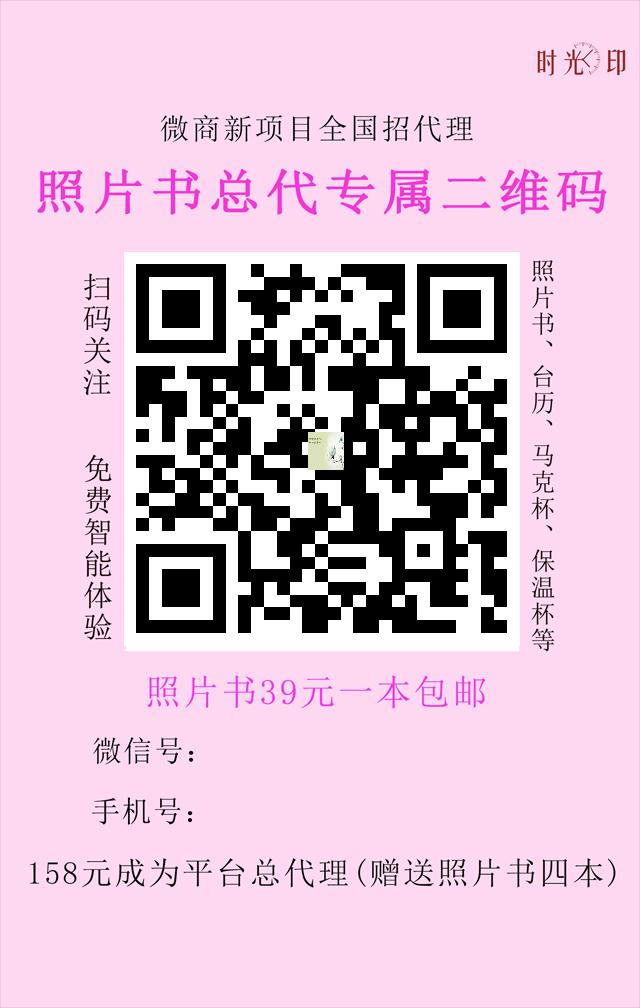 时光印
微商新项目全国招代理
照片书总代专属二维码
扫码关注 免费智能体验
照片书、台历、马克杯、保温杯等
照片书39元一本包邮
微信号：
手机号：
158元成为平台总代理(赠送照片书四本)